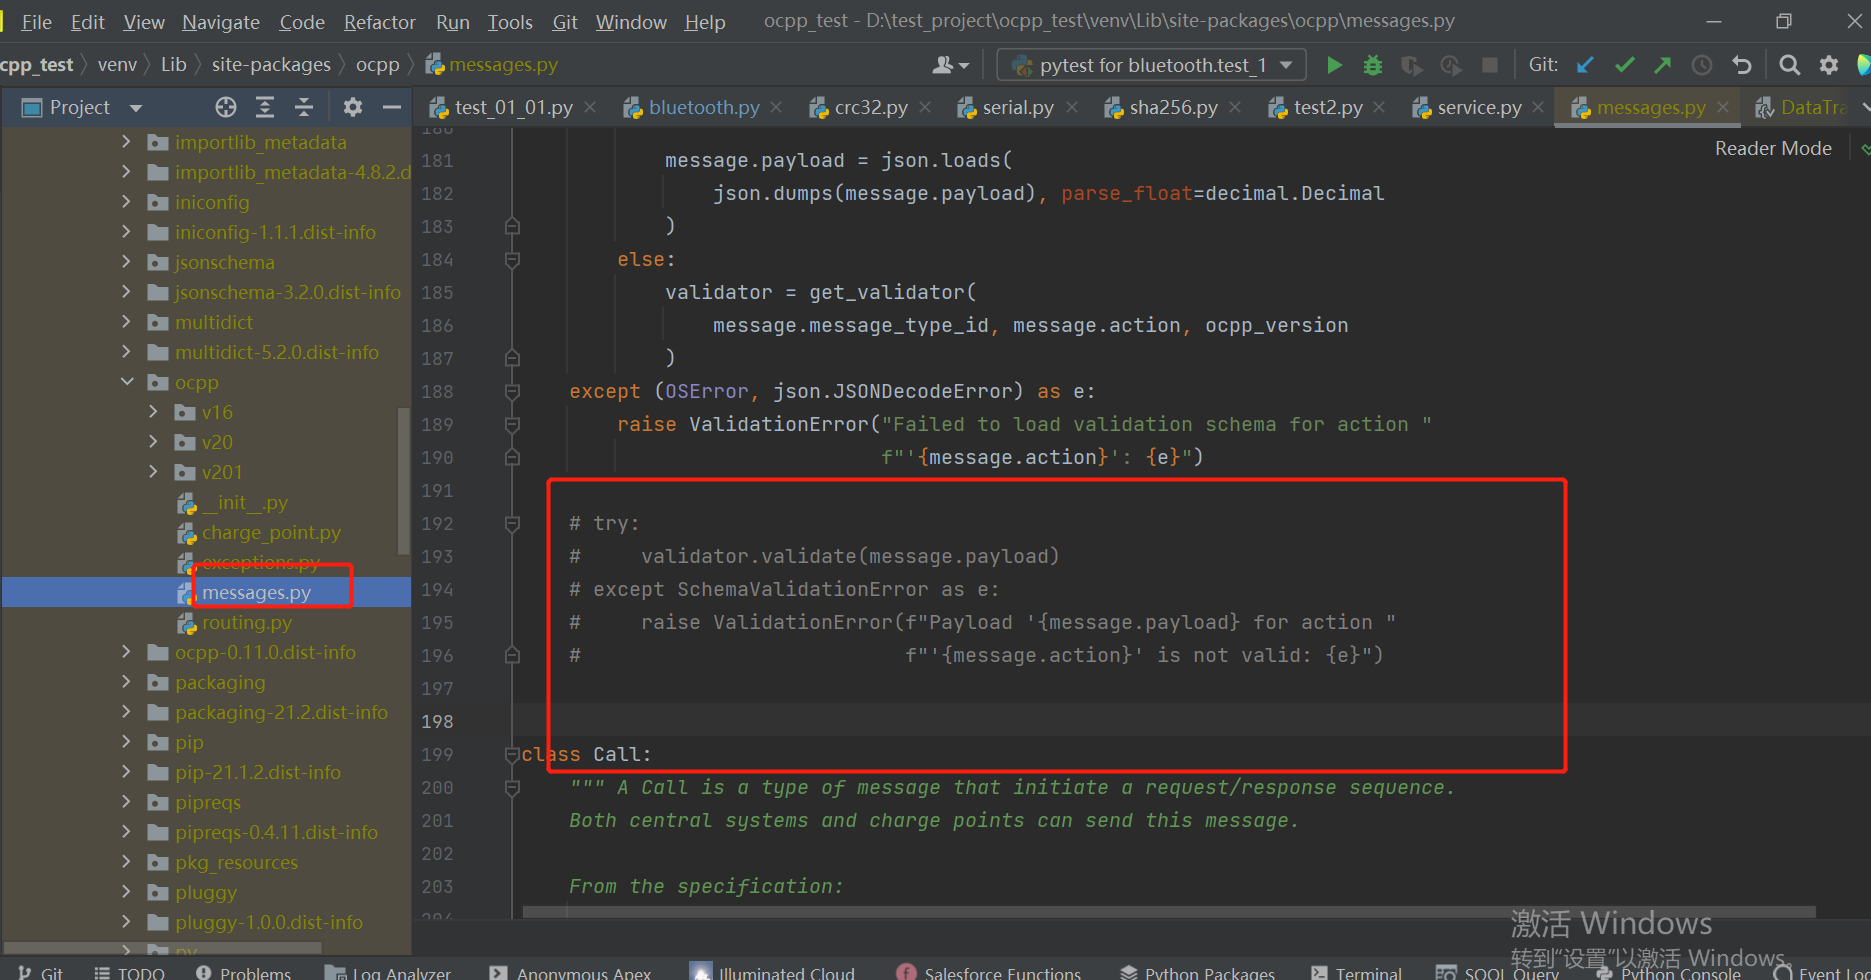 File Edit View Navigate Code Refactor Run Tools Git Window Help ocpp_test - D:\test_project\ocpp_test\venv\Lib\site-packages\ocpp\messages.py
cpp_test venv Lib site-packages ocpp messages.py pytest for bluetooth.test_1 Git:
Project test_01_01.py bluetooth.py crc32.py serial.py sha256.py test2.py service.py messages.py DataTra
Reader Mode
importlib_metadata
importlib_metadata-4.8.2.d
iniconfig
iniconfig-1.1.1.dist-info
jsonschema
jsonschema-3.2.0.dist-info
multidict
multidict-5.2.0.dist-info
ocpp
v16
v20
v201
__init__.py
charge_point.py
exceptions.py
messages.py
routing.py
ocpp-0.11.0.dist-info
packaging
packaging-21.2.dist-info
pip
pip-21.1.2.dist-info
pipreqs
pipreqs-0.4.11.dist-info
pkg_resources
pluggy
pluggy-1.0.0.dist-info
py
180
181 message.payload = json.loads(
182 json.dumps(message.payload), parse_float=decimal.Decimal
183 )
184 else:
185 validator = get_validator(
186 message.message_type_id, message.action, ocpp_version
187 )
188 except (OSError, json.JSONDecodeError) as e:
189 raise ValidationError("Failed to load validation schema for action "
190 f"'{message.action}': {e}")
191
192 # try:
193 #     validator.validate(message.payload)
194 # except SchemaValidationError as e:
195 #     raise ValidationError(f"Payload '{message.payload} for action "
196 #                           f"'{message.action}' is not valid: {e}")
197
198
199 class Call:
200 """ A Call is a type of message that initiate a request/response sequence.
201 Both central systems and charge points can send this message.
202
203 From the specification:
204
激活 Windows
转到“设置”以激活 Windows。
Git TODO Problems Log Analyzer Anonymous Apex Illuminated Cloud Salesforce Functions Python Packages Terminal SOQL Query Python Console Event Lo